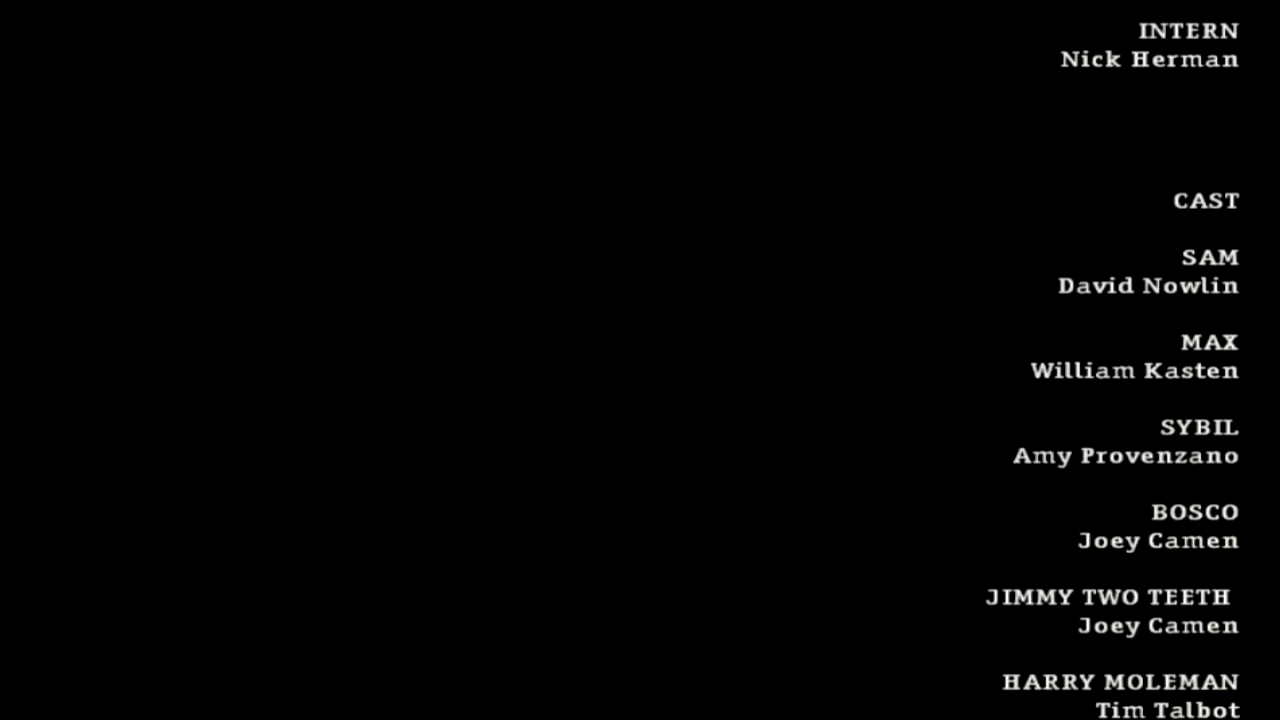 INTERN
Nick Herman
CAST
SAM
David Nowlin
MAX
William Kasten
SYBIL
Amy Provenzano
BOSCO
Joey Camen
JIMMY TWO TEETH
Joey Camen
HARRY MOLEMAN
Tim Talbot